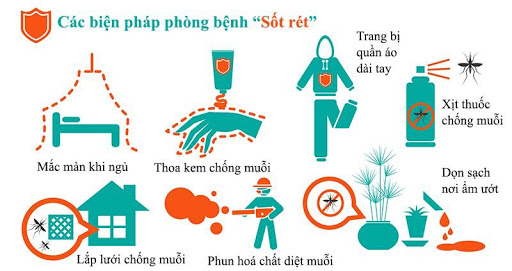 Các biện pháp phòng bệnh “Sốt rét”
Mắc màn khi ngủ
Thoa kem chống muỗi
Trang bị
quần áo
dài tay
Xịt thuốc
chống muỗi
Lắp lưới chống muỗi
Phun hoá chất diệt muỗi
Dọn sạch
nơi ẩm ướt